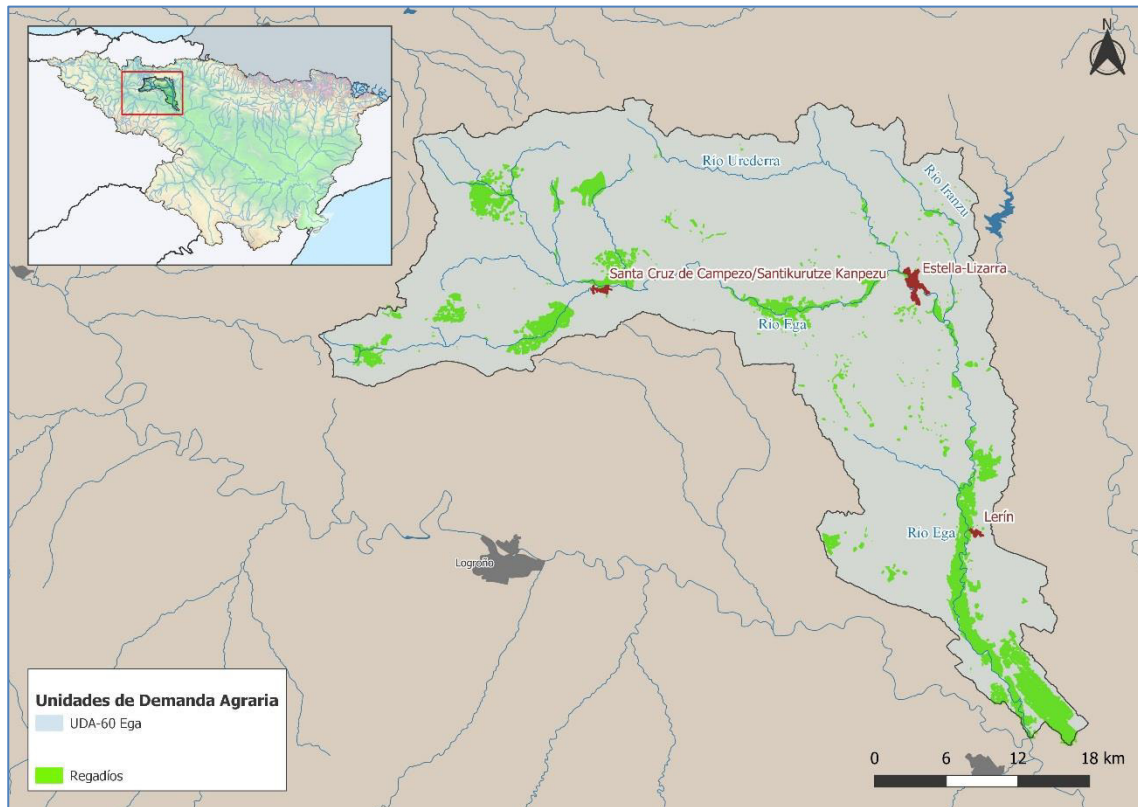 N
Río Urederra
Río Iranzu
Santa Cruz de Campezo/Santikurutze Kanpezu
Estella-Lizarra
Río Ega
Río Ega
Lerín
Logroño
Unidades de Demanda Agraria
UDA-60 Ega
Regadíos
0 6 12 18 km